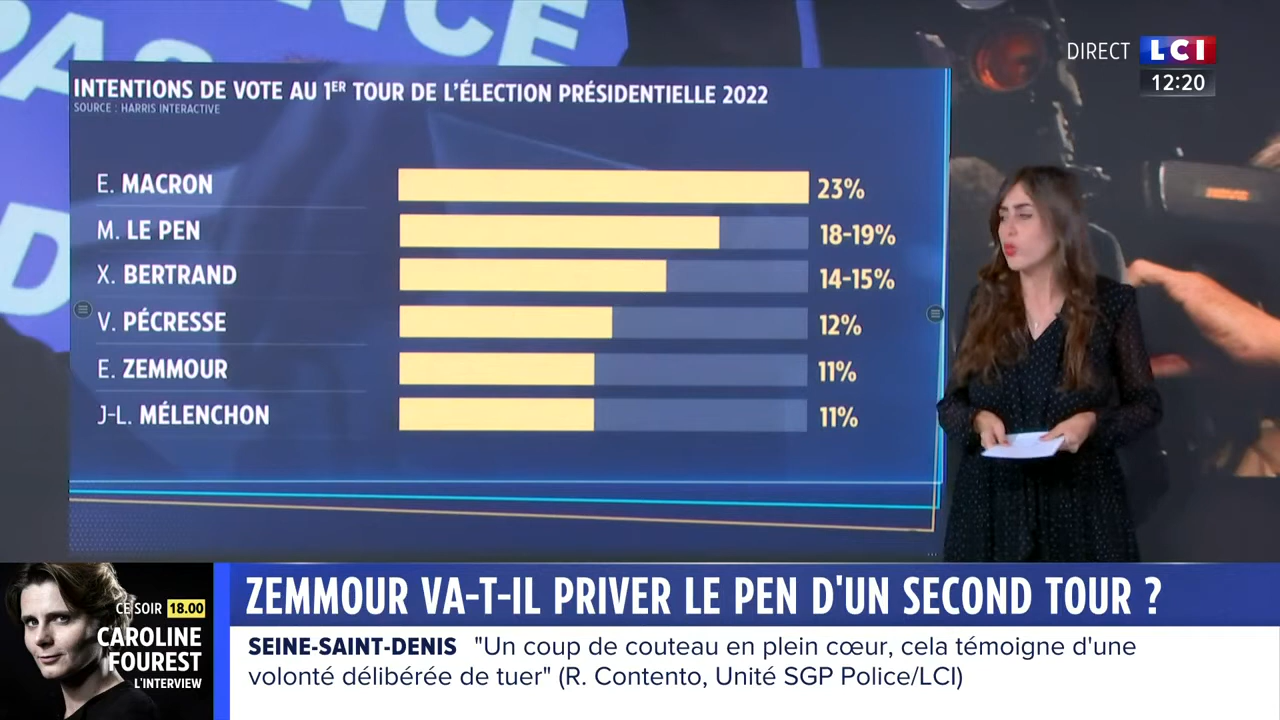 DIRECT LCI
12:20
INTENTIONS DE VOTE AU 1ER TOUR DE L'ÉLECTION PRÉSIDENTIELLE 2022
SOURCE : HARRIS INTERACTIVE
E. MACRON 23%
M. LE PEN 18-19%
X. BERTRAND 14-15%
V. PÉCRESSE 12%
E. ZEMMOUR 11%
J-L. MÉLENCHON 11%
CE SOIR 18.00
CAROLINE
FOUREST
L'INTERVIEW
ZEMMOUR VA-T-IL PRIVER LE PEN D'UN SECOND TOUR ?
SEINE-SAINT-DENIS "Un coup de couteau en plein cœur, cela témoigne d'une
volonté délibérée de tuer" (R. Contento, Unité SGP Police/LCI)